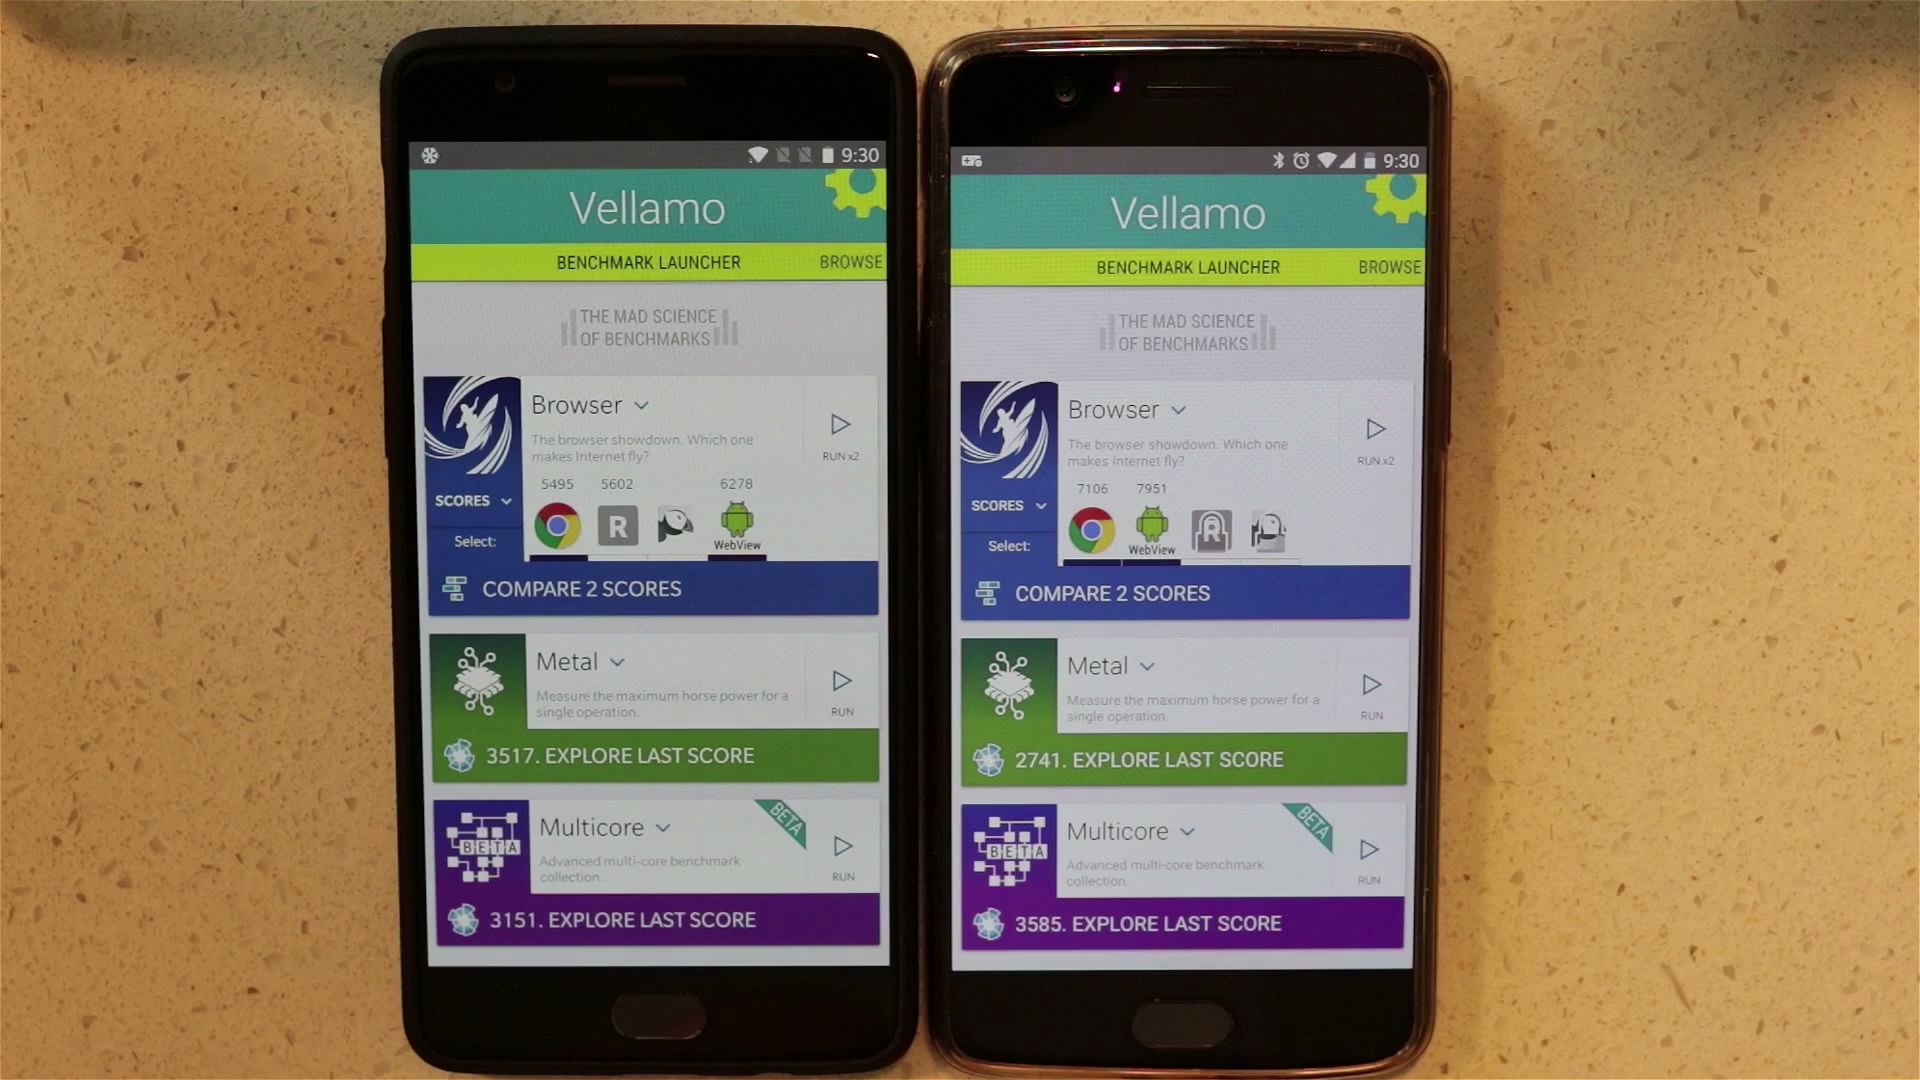 9:30
Vellamo
BENCHMARK LAUNCHER BROWSE
THE MAD SCIENCE
OF BENCHMARKS
Browser
The browser showdown. Which one
makes Internet fly?
RUN x2
5495 5602 6278
SCORES
R
WebView
Select:
COMPARE 2 SCORES
Metal
Measure the maximum horse power for a
single operation.
RUN
3517. EXPLORE LAST SCORE
Multicore
BETA
BETA
Advanced multi-core benchmark
collection.
RUN
3151. EXPLORE LAST SCORE
9:30
Vellamo
BENCHMARK LAUNCHER BROWSE
THE MAD SCIENCE
OF BENCHMARKS
Browser
The browser showdown. Which one
makes Internet fly?
RUN x2
7106 7951
SCORES
R
WebView
Select:
COMPARE 2 SCORES
Metal
Measure the maximum horse power for a
single operation.
RUN
2741. EXPLORE LAST SCORE
Multicore
BETA
BETA
Advanced multi-core benchmark
collection.
RUN
3585. EXPLORE LAST SCORE